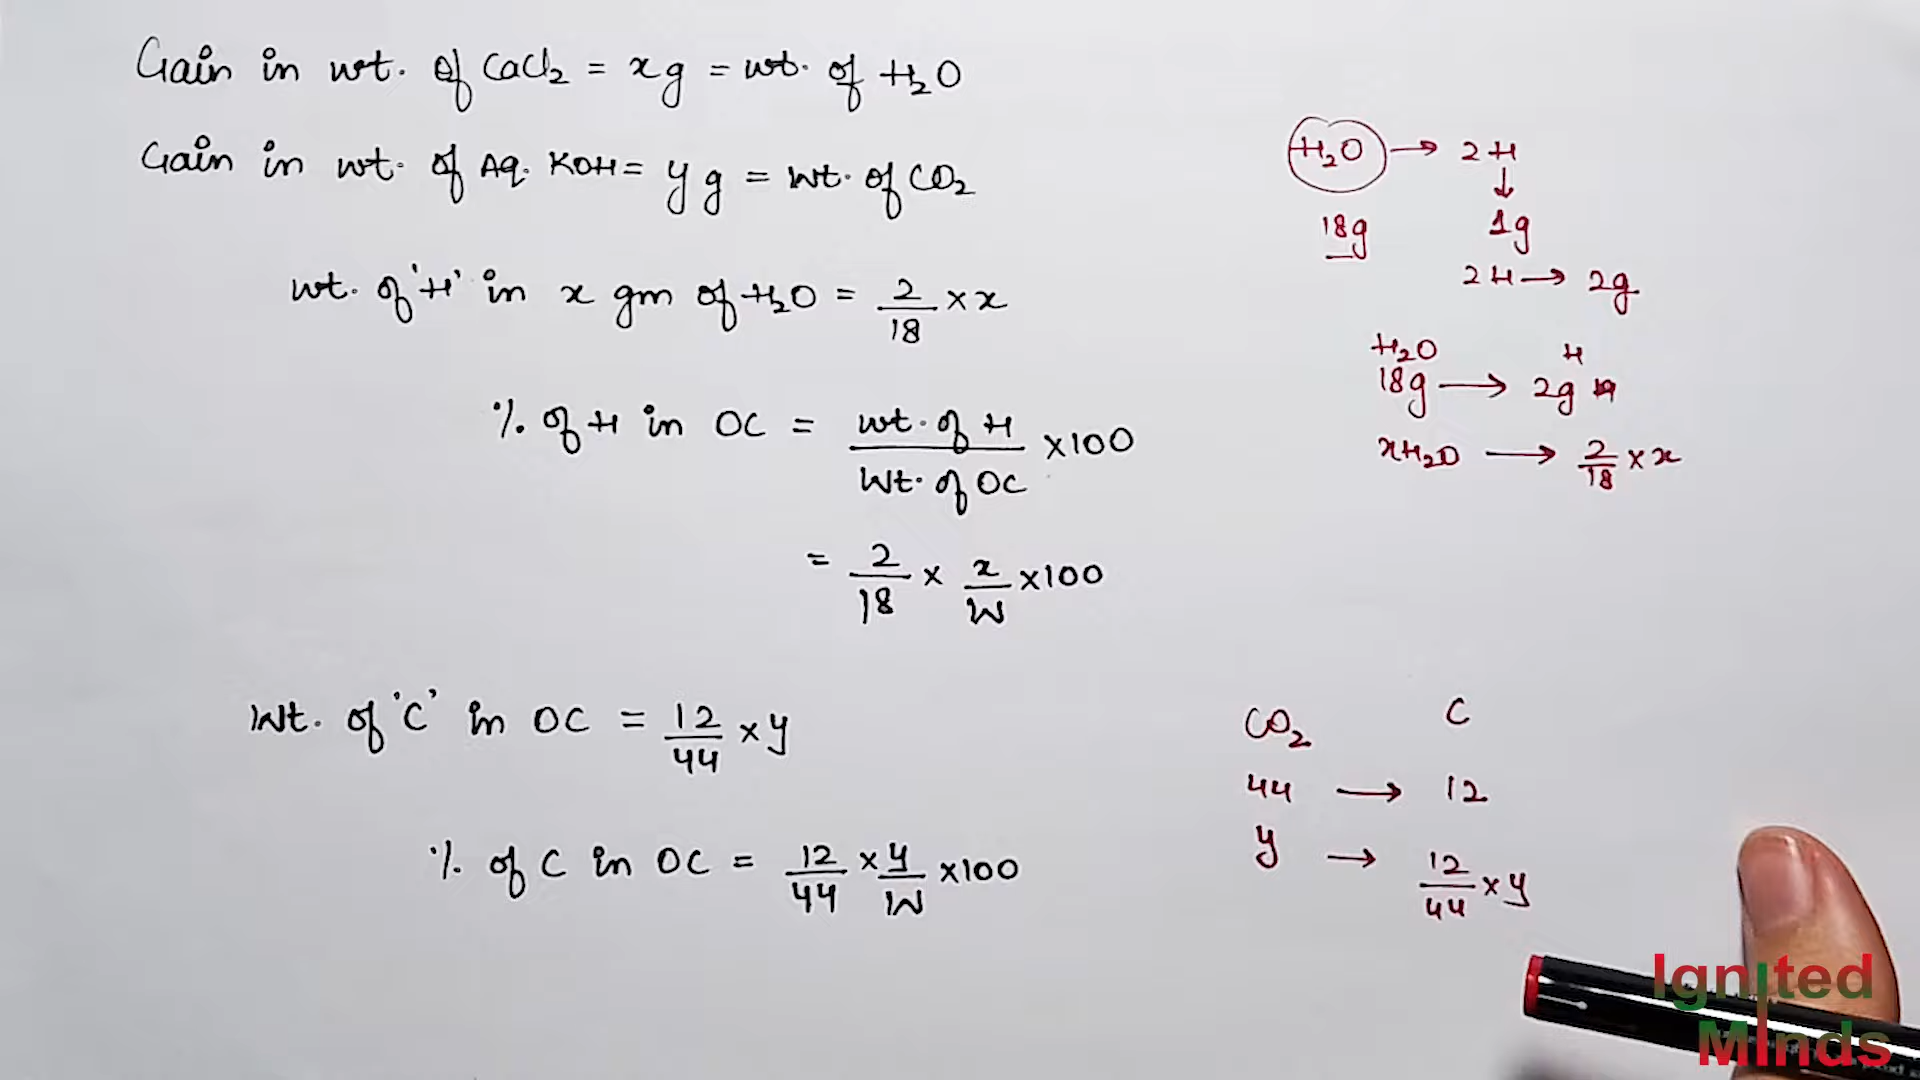 Gain in wt. of CaCl₂ = x g = wt. of H₂O
Gain in wt. of Aq. KOH = y g = Wt. of CO₂
wt. of 'H' in x gm of H₂O = 2/18 × x
% of H in OC = wt. of H / Wt. of OC × 100
= 2/18 × x/W × 100
Wt. of 'C' in OC = 12/44 × y
% of C in OC = 12/44 × y/W × 100
H₂O → 2H
↓
18g 1g
2H → 2g
H₂O H
18g → 2g
xH₂O → 2/18 × x
CO₂ C
44 → 12
y → 12/44 × y
Ignited
Minds